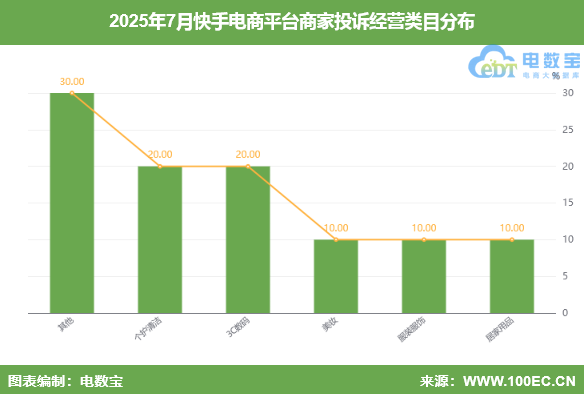 2025年7月快手电商平台商家投诉经营类目分布
EDT 电数宝
电商大数据库
%
30.00
20.00
20.00
10.00
10.00
10.00
30
25
20
15
10
5
0
其他
个护清洁
3C数码
美妆
服装服饰
居家用品
图表编制：电数宝
来源：WWW.100EC.CN